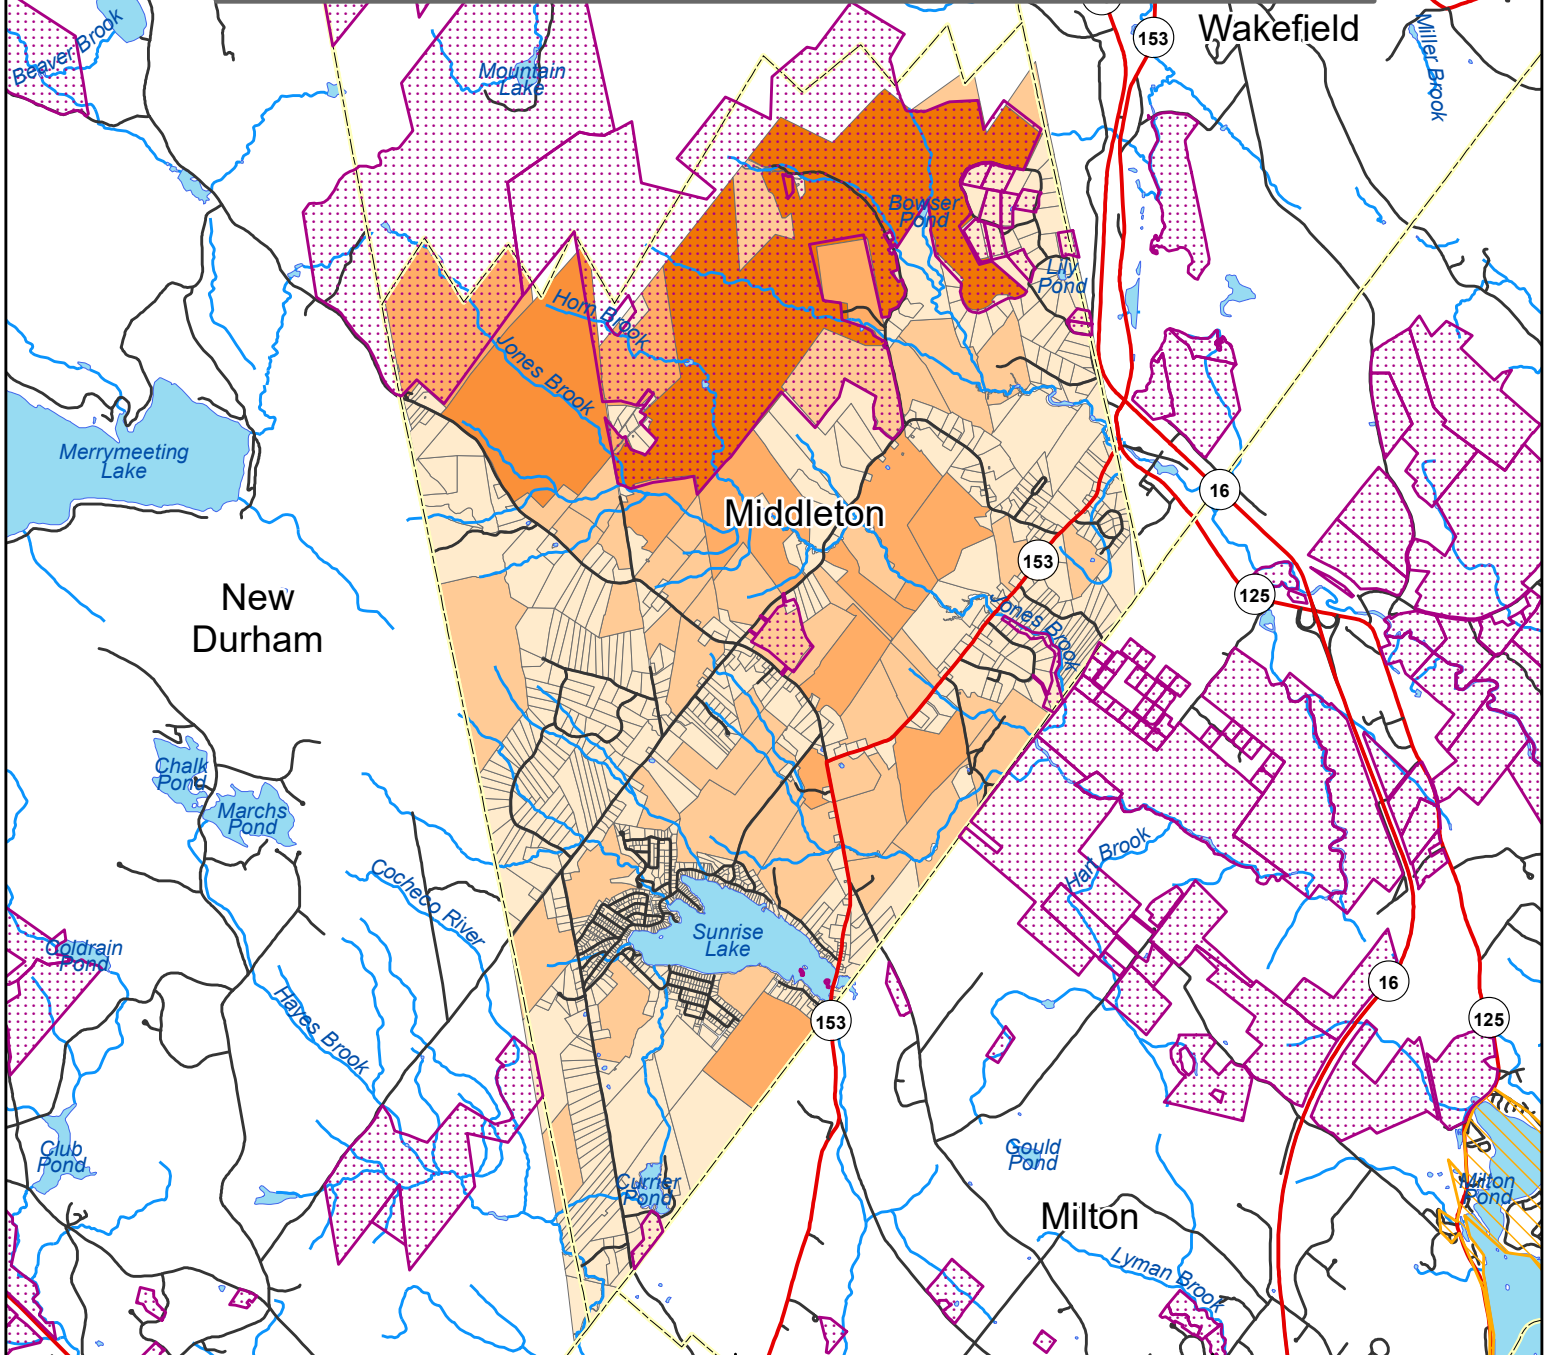 Wakefield
153
Miller Brook
Beaver Brook
Mountain
Lake
Bowser
Pond
Lily
Pond
Horn Brook
Jones Brook
Merrymeeting
Lake
Middleton
16
153
125
New
Durham
Jones Brook
Chalk
Pond
Marchs
Pond
Hart Brook
Cocheco River
Sunrise
Lake
Coldrain
Pond
Hayes Brook
16
153
125
Gould
Pond
Club
Pond
Currier
Pond
Milton
Pond
Milton
Lyman Brook